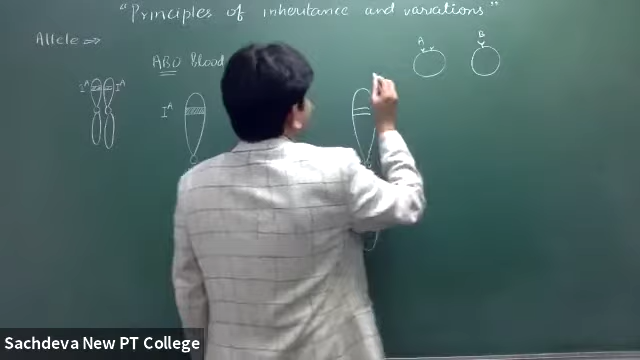 "Principles of inheritance and variations"
Allele ⇒
A
B
ABO Blood
I^A
I^A
I^A
Sachdeva New PT College